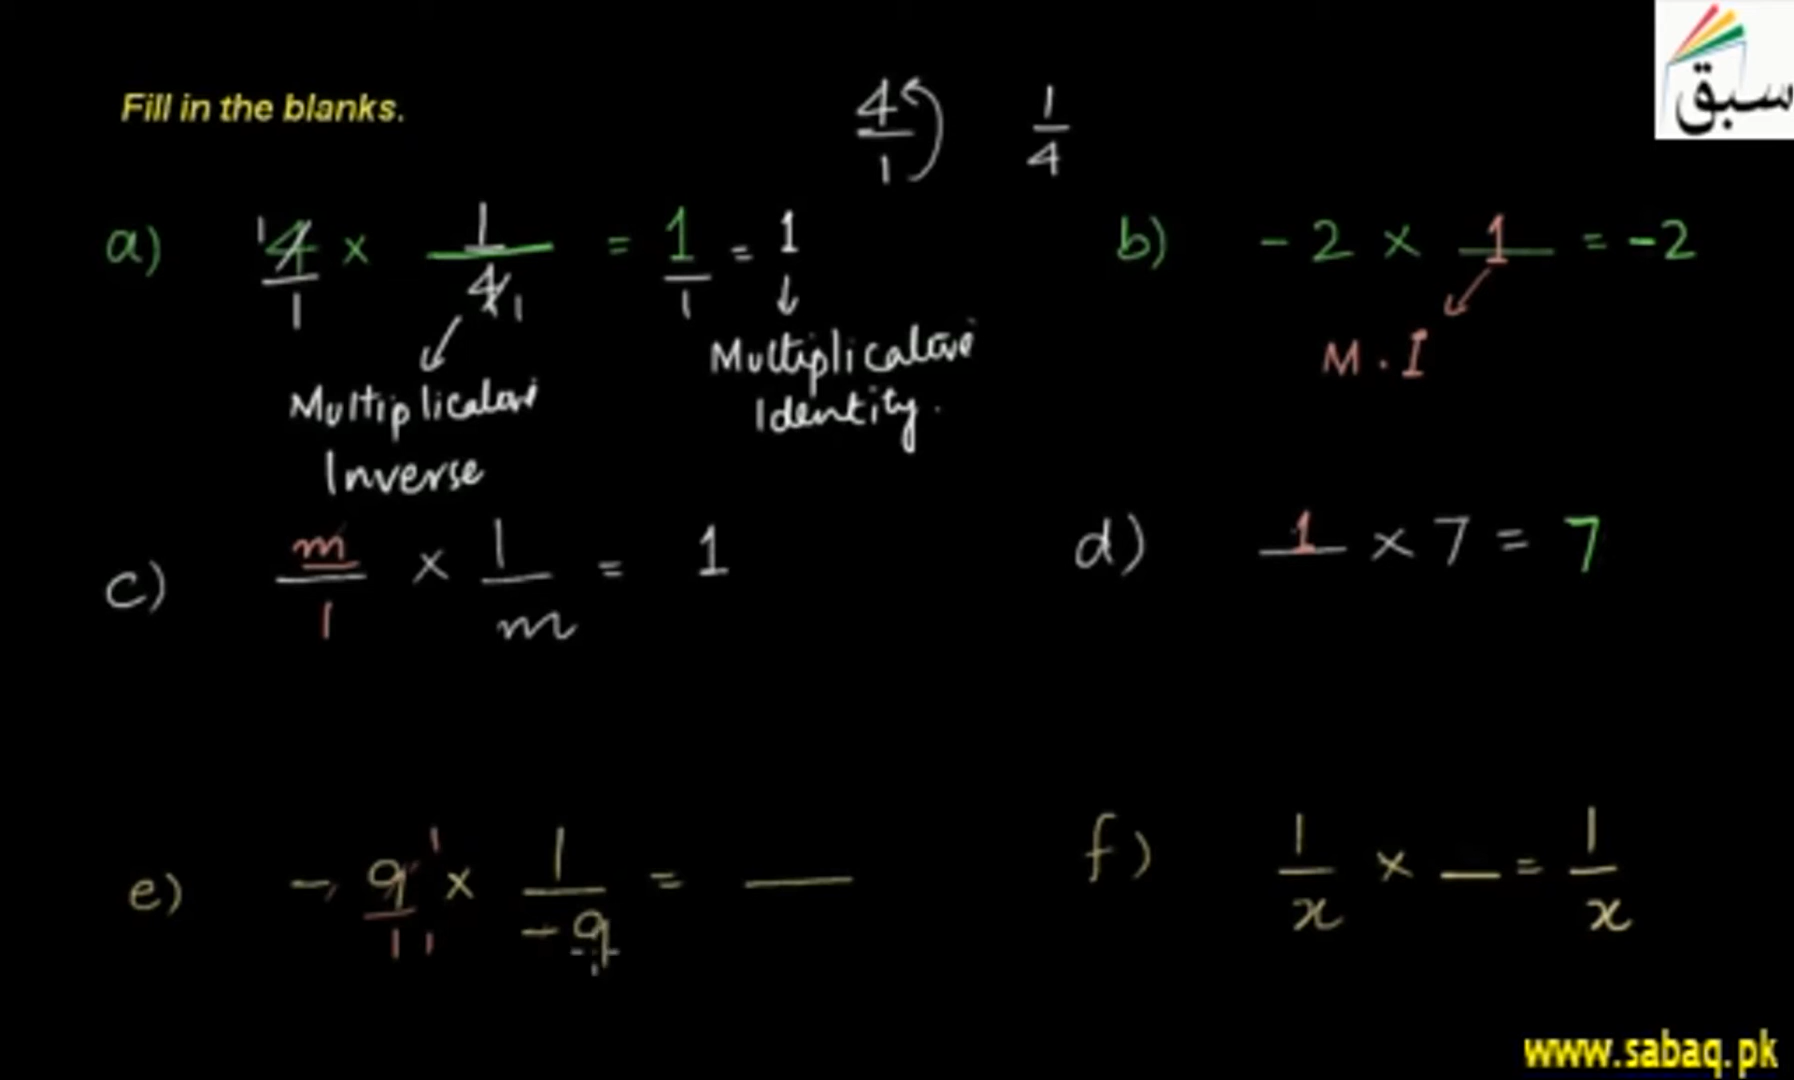 سبق
Fill in the blanks.
4/1 1/4
a) 4/1 × 1/4 = 1/1 = 1
Multiplicative Inverse
Multiplicative Identity.
b) -2 × 1 = -2
M.I
c) m/1 × 1/m = 1
d) 1 × 7 = 7
e) -9/1 × 1/-9 = __
f) 1/x × __ = 1/x
www.sabaq.pk